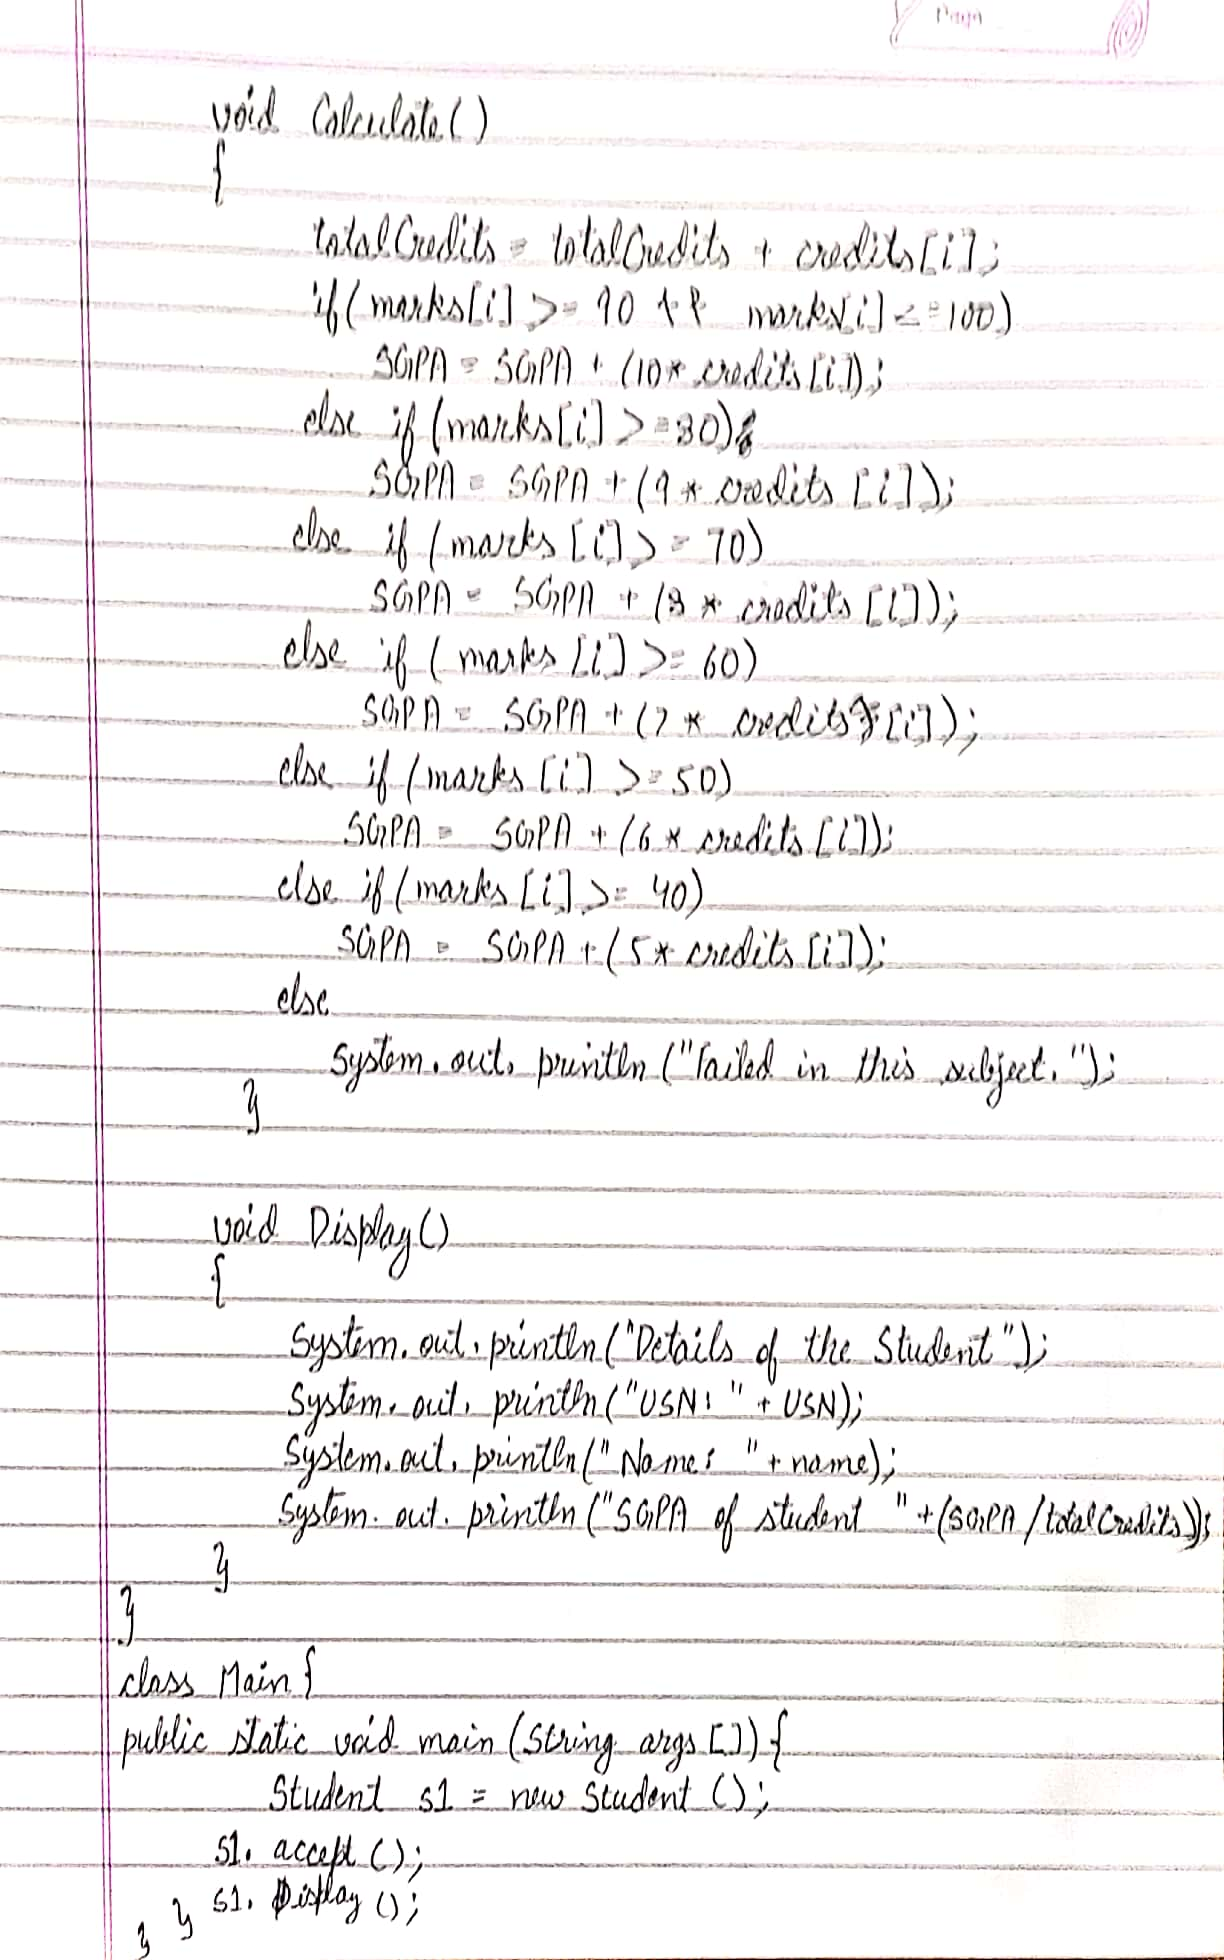 Page
void Calculate()
{
totalCredits = totalCredits + credits[i];
if(marks[i] >= 90 && marks[i] <= 100)
SGPA = SGPA + (10* credits[i]);
else if (marks[i] >= 80)
SGPA = SGPA + (9 * credits [i]);
else if (marks [i] >= 70)
SGPA = SGPA + (8 * credits [i]);
else if ( marks [i] >= 60)
SGPA = SGPA + (7 * credits [i]);
else if (marks [i] >= 50)
SGPA = SGPA + (6 * credits [i]);
else if (marks [i] >= 40)
SGPA = SGPA + (5* credits [i]);
else
System.out.println ("Failed in this subject.");
}
void Display()
{
System.out.println("Details of the Student");
System.out.println("USN: " + USN);
System.out.println("Name: " + name);
System.out.println("SGPA of student " + (SGPA / totalCredits));
}
}
class Main {
public static void main (String args []) {
Student s1 = new Student ();
s1. accept ();
s1. Display ();
} }